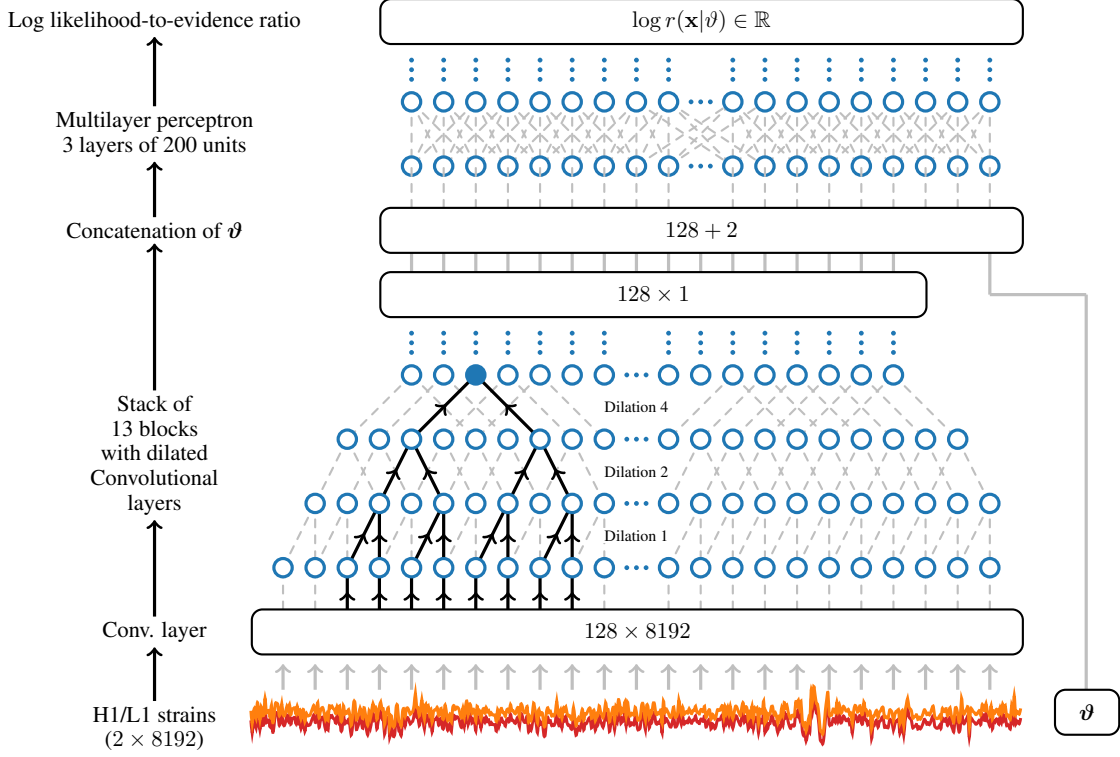 Log likelihood-to-evidence ratio
log r(x|ϑ) ∈ ℝ
Multilayer perceptron
3 layers of 200 units
Concatenation of ϑ
128 + 2
128 × 1
Stack of
13 blocks
with dilated
Convolutional
layers
Dilation 4
Dilation 2
Dilation 1
Conv. layer
128 × 8192
H1/L1 strains
(2 × 8192)
ϑ